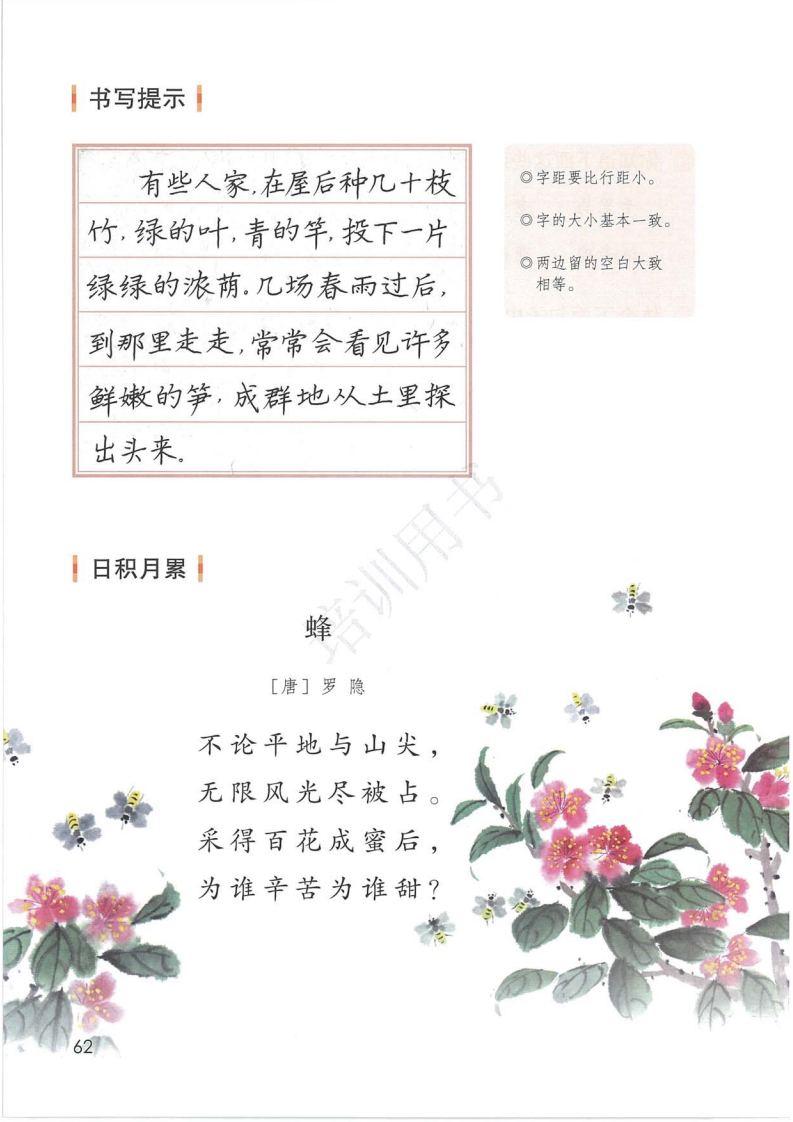 书写提示
有些人家,在屋后种几十枝
竹,绿的叶,青的竿,投下一片
绿绿的浓荫。几场春雨过后,
到那里走走,常常会看见许多
鲜嫩的笋,成群地从土里探
出头来。
◎字距要比行距小。
◎字的大小基本一致。
◎两边留的空白大致
相等。
培训用书
日积月累
蜂
[唐] 罗 隐
不论平地与山尖,
无限风光尽被占。
采得百花成蜜后,
为谁辛苦为谁甜?
62